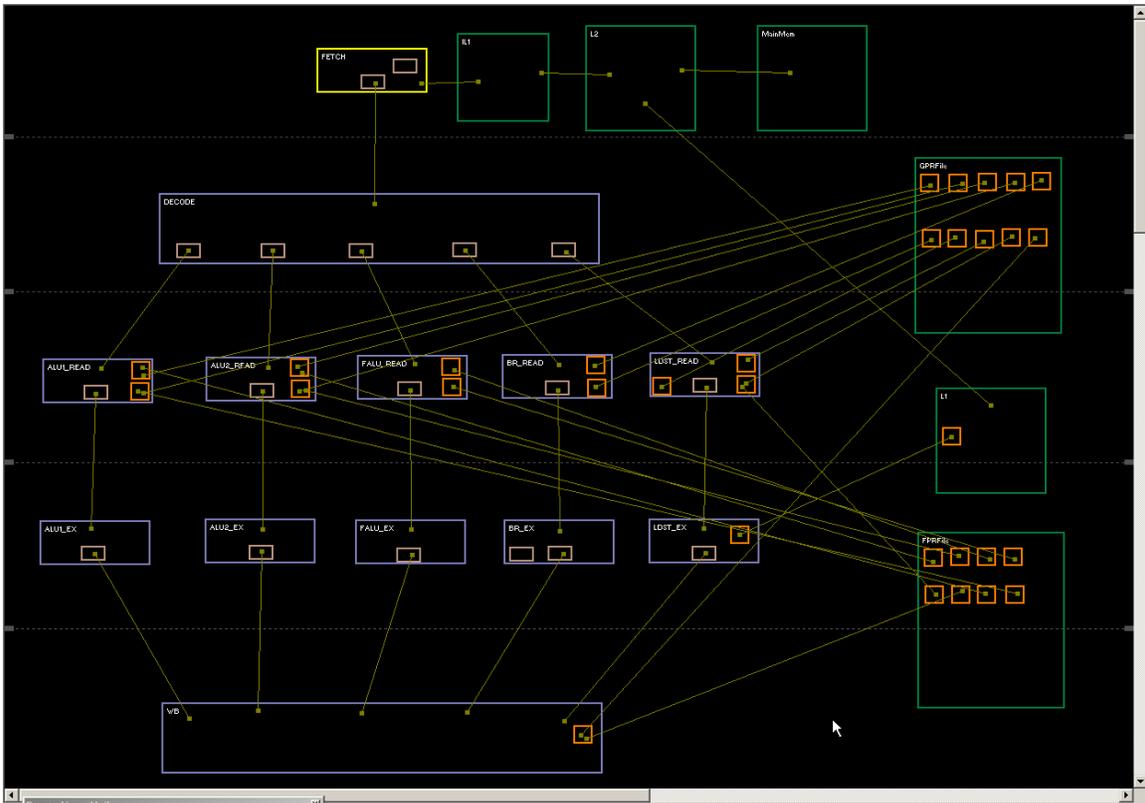 FETCH
IL1
L2
MainMem
GPRFile
DECODE
ALU1_READ
ALU2_READ
FALU_READ
BR_READ
LDST_READ
L1
ALU1_EX
ALU2_EX
FALU_EX
BR_EX
LDST_EX
FPRFile
WB